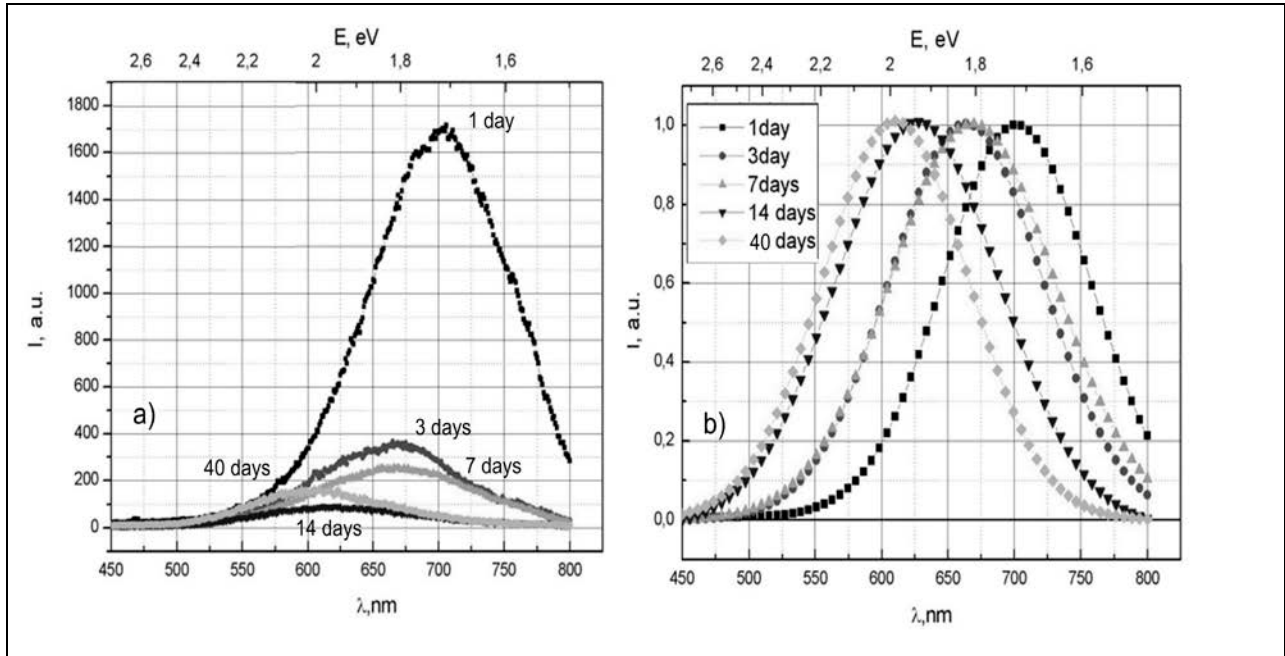 E, eV
2,6 2,4 2,2 2 1,8 1,6
1800
1700
1600
1400
1200
1000
800
600
400
200
100
0
I, a.u.
1 day
3 days
7 days
40 days
14 days
a)
450 500 550 600 650 700 750 800
λ,nm
E, eV
2,6 2,4 2,2 2 1,8 1,6
1,0
0,8
0,6
0,4
0,2
0,0
I, a.u.
1day
3day
7days
14 days
40 days
b)
450 500 550 600 650 700 750 800
λ,nm